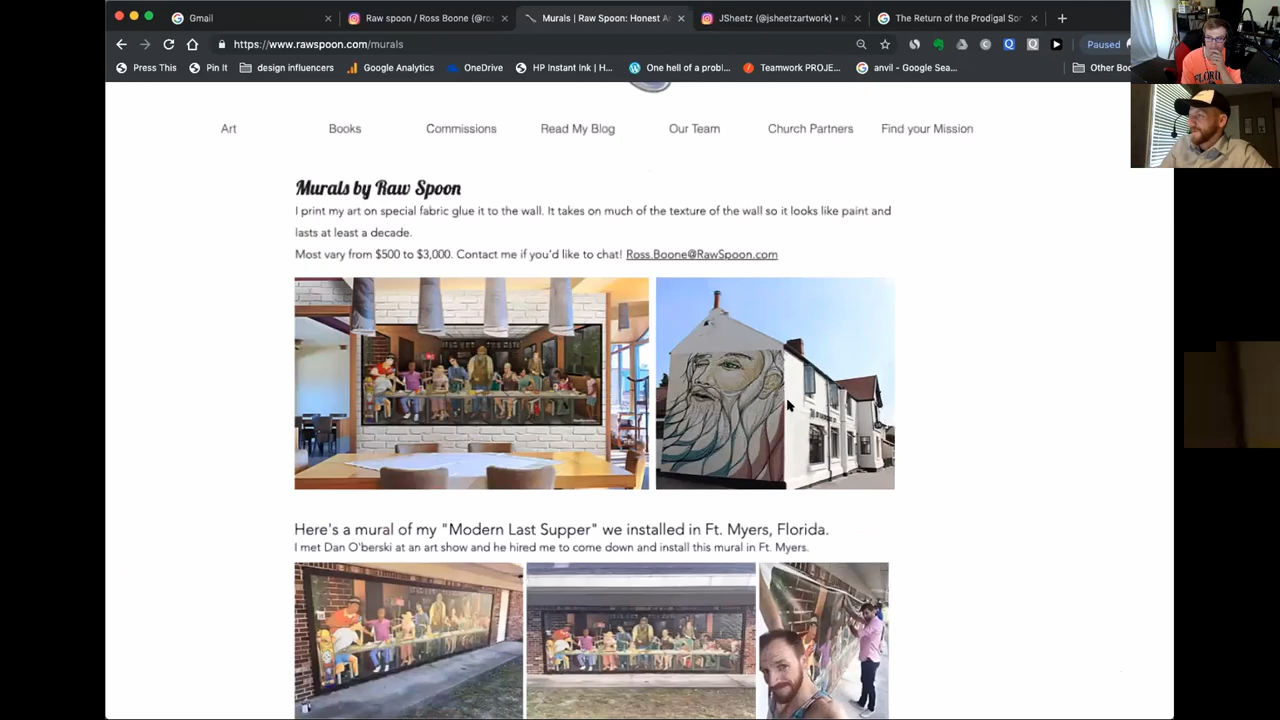 Gmail
Raw spoon / Ross Boone (@ros
Murals | Raw Spoon: Honest A
JSheetz (@jsheetzartwork) • I
The Return of the Prodigal Sor
https://www.rawspoon.com/murals
Paused
Press This
Pin It
design influencers
Google Analytics
OneDrive
HP Instant Ink | H...
One hell of a probl...
Teamwork PROJE...
anvil - Google Sea...
Other Boo
Art
Books
Commissions
Read My Blog
Our Team
Church Partners
Find your Mission
Murals by Raw Spoon
I print my art on special fabric glue it to the wall. It takes on much of the texture of the wall so it looks like paint and
lasts at least a decade.
Most vary from $500 to $3,000. Contact me if you'd like to chat! Ross.Boone@RawSpoon.com
Here's a mural of my "Modern Last Supper" we installed in Ft. Myers, Florida.
I met Dan O'berski at an art show and he hired me to come down and install this mural in Ft. Myers.